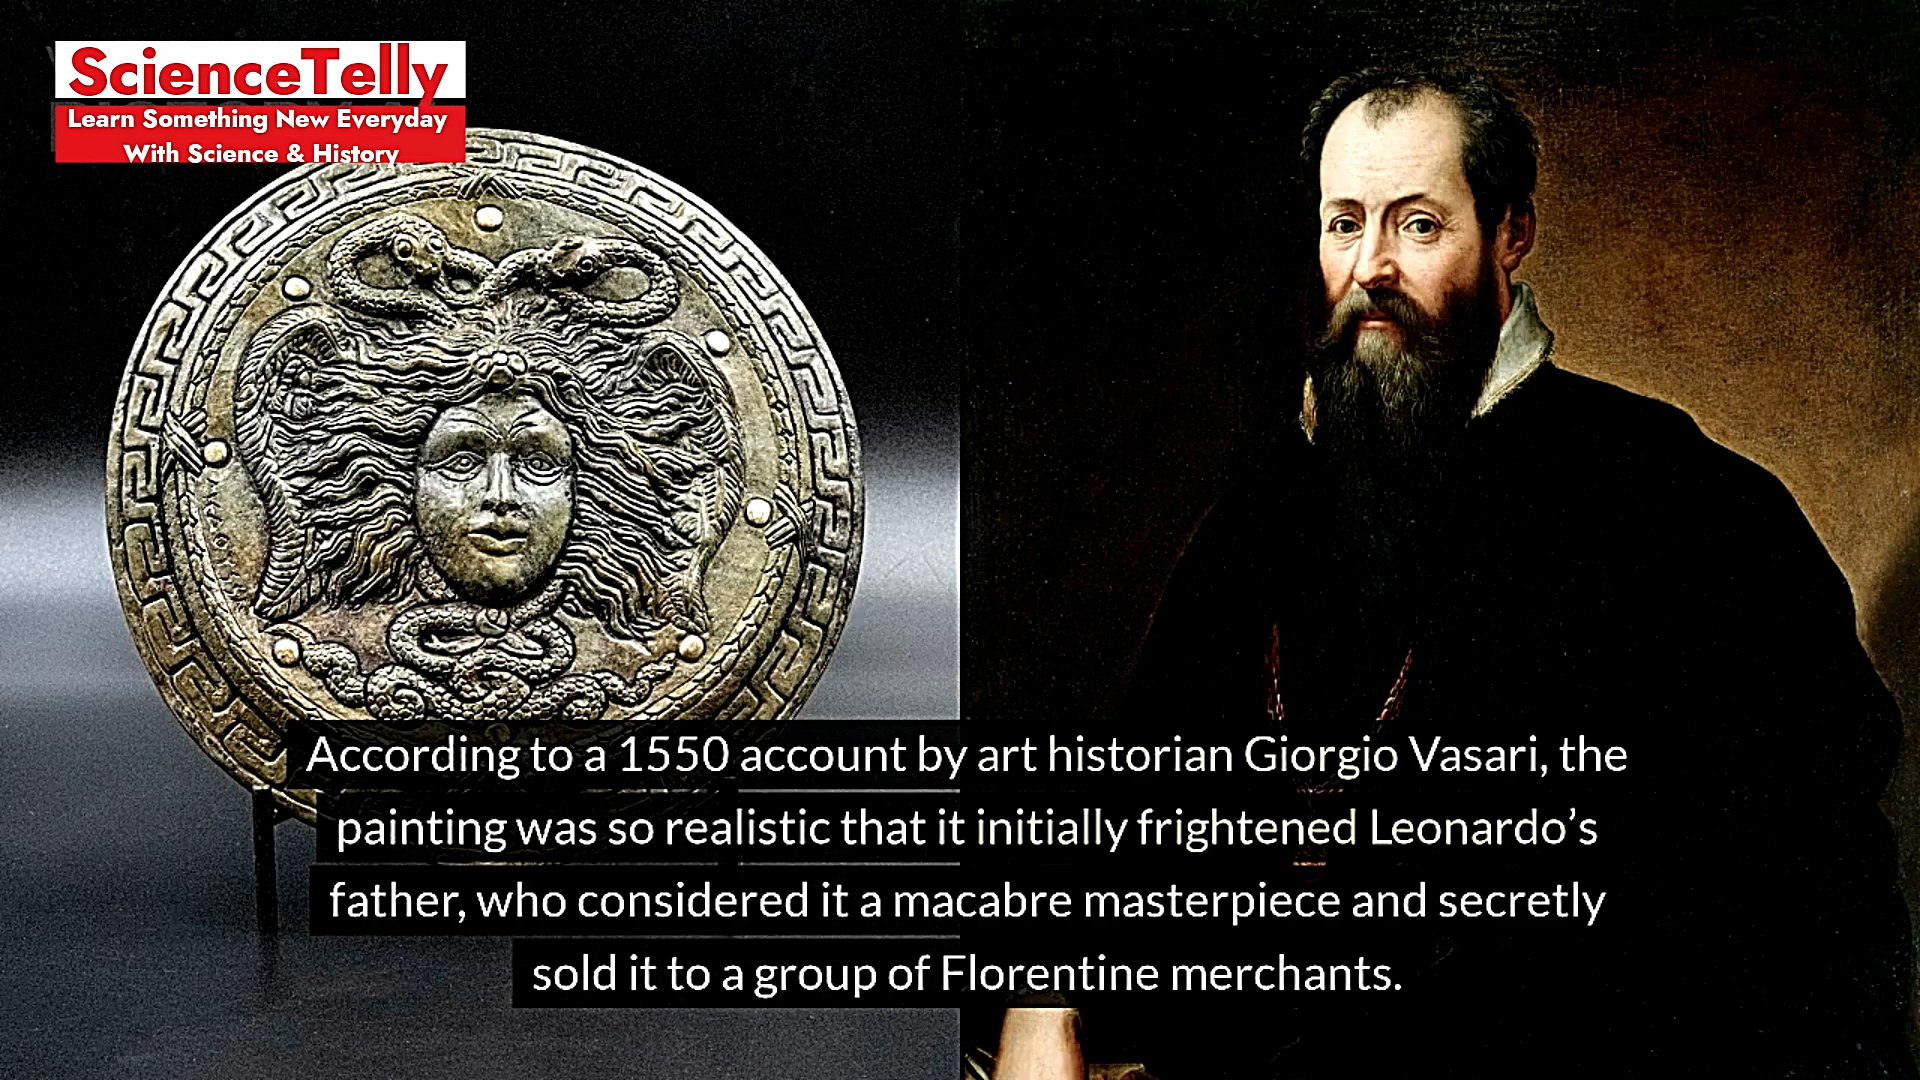 ScienceTelly
Learn Something New Everyday
With Science & History
According to a 1550 account by art historian Giorgio Vasari, the
painting was so realistic that it initially frightened Leonardo’s
father, who considered it a macabre masterpiece and secretly
sold it to a group of Florentine merchants.